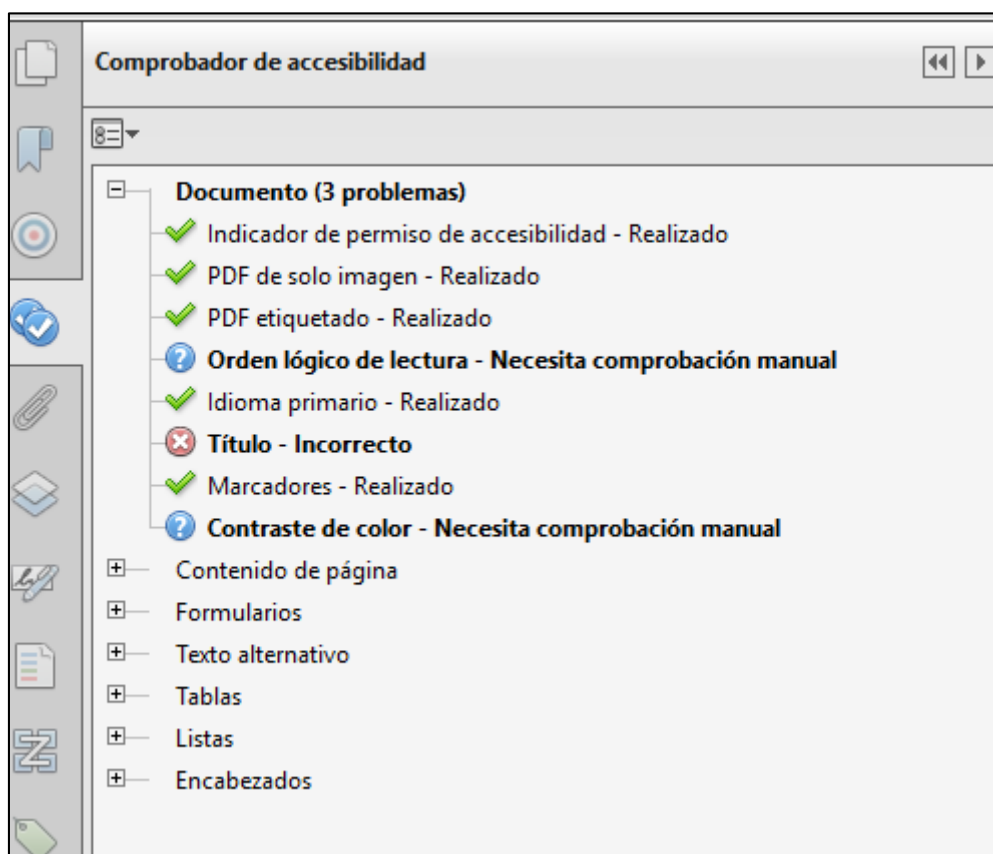 Comprobador de accesibilidad
Documento (3 problemas)
Indicador de permiso de accesibilidad - Realizado
PDF de solo imagen - Realizado
PDF etiquetado - Realizado
Orden lógico de lectura - Necesita comprobación manual
Idioma primario - Realizado
Título - Incorrecto
Marcadores - Realizado
Contraste de color - Necesita comprobación manual
Contenido de página
Formularios
Texto alternativo
Tablas
Listas
Encabezados